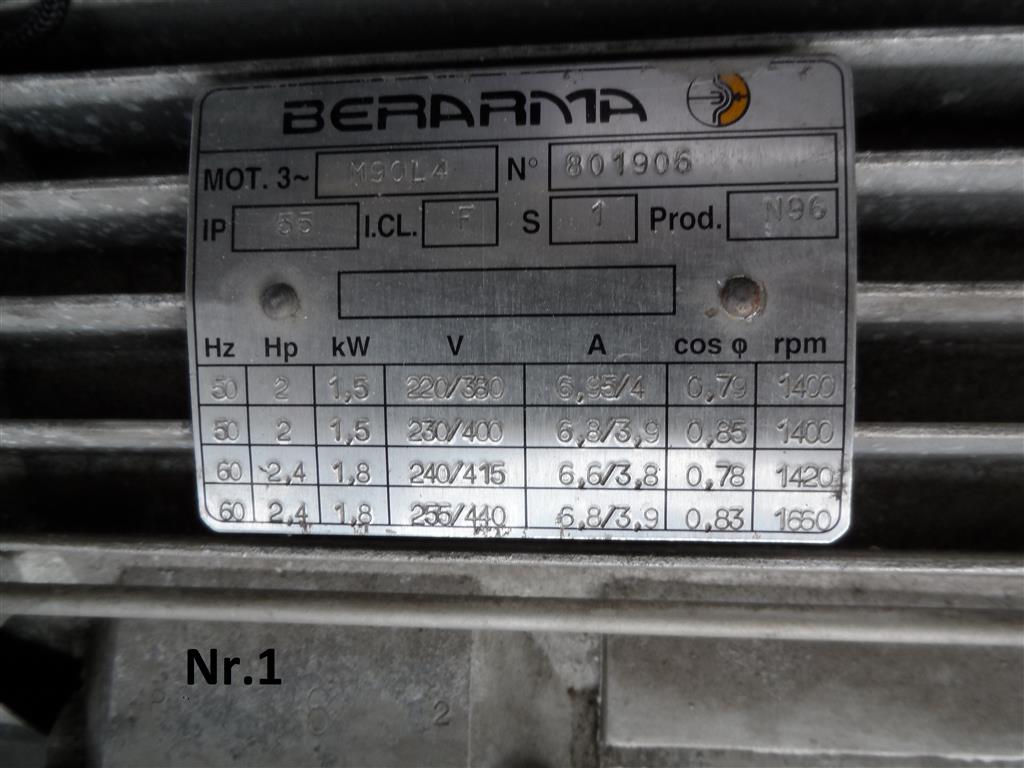 BERARMA
MOT. 3~ M90L4 N° 801906
IP 55 I.CL. F S 1 Prod. N96
Hz Hp kW V A cos φ rpm
50 2 1,5 220/380 6,95/4 0,79 1400
50 2 1,5 230/400 6,8/3,9 0,85 1400
60 2,4 1,8 240/415 6,6/3,8 0,78 1420
60 2,4 1,8 255/440 6,8/3,9 0,83 1660
Nr.1
2